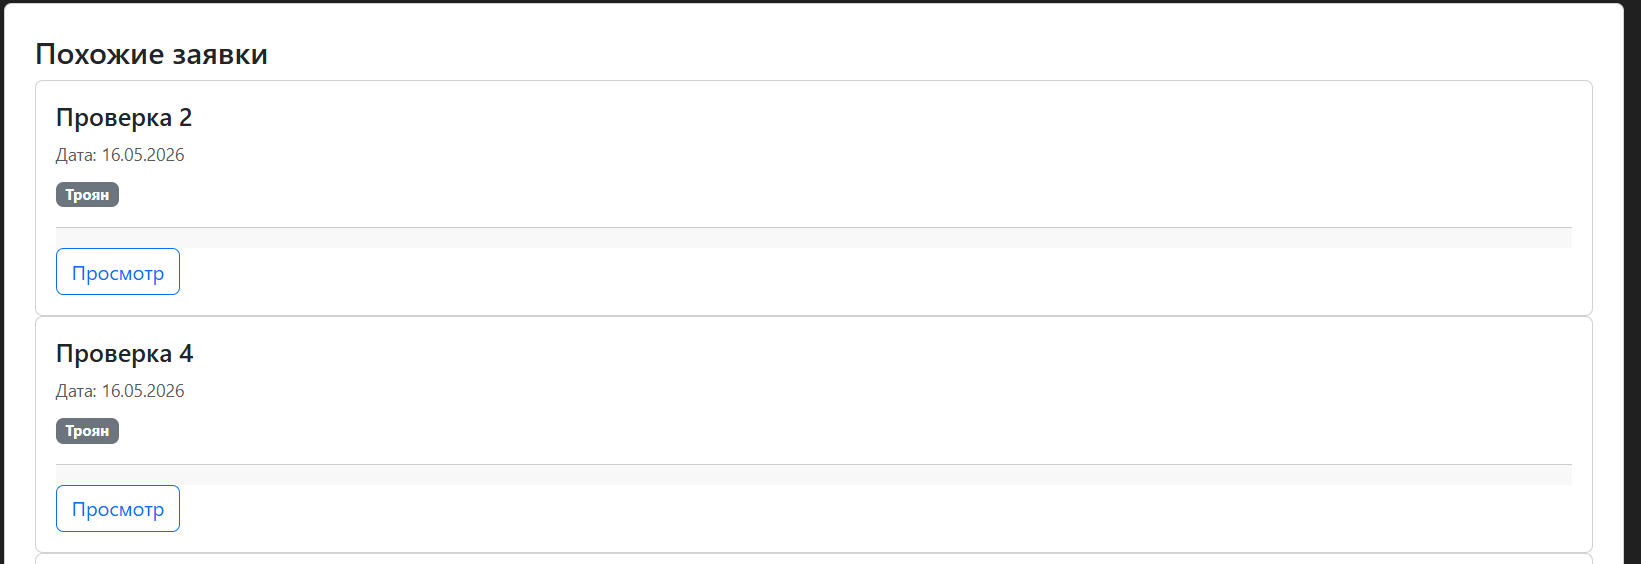 Похожие заявки
Проверка 2
Дата: 16.05.2026
Троян
Просмотр
Проверка 4
Дата: 16.05.2026
Троян
Просмотр